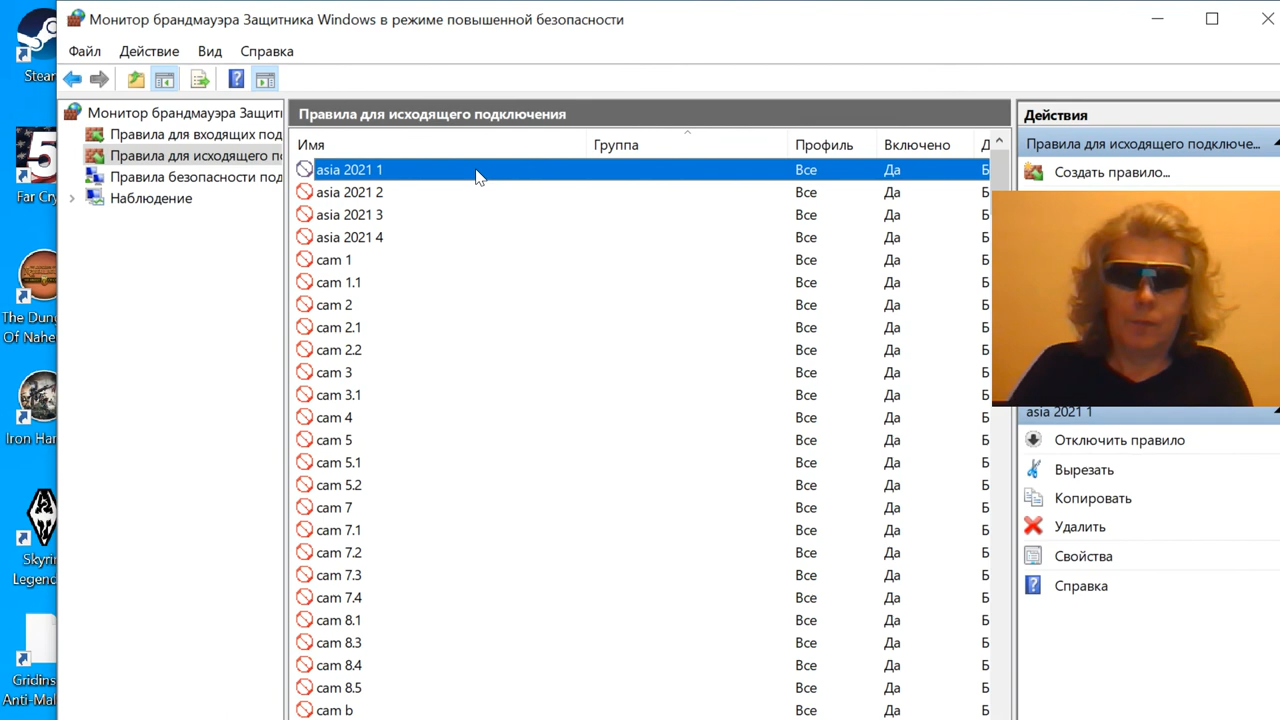 Монитор брандмауэра Защитника Windows в режиме повышенной безопасности
Файл Действие Вид Справка
Монитор брандмауэра Защити
Правила для входящих под
Правила для исходящего п
Правила безопасности под
Наблюдение
Правила для исходящего подключения
Имя Группа Профиль Включено Д
asia 2021 1 Все Да Б
asia 2021 2 Все Да Б
asia 2021 3 Все Да Б
asia 2021 4 Все Да Б
cam 1 Все Да Б
cam 1.1 Все Да Б
cam 2 Все Да Б
cam 2.1 Все Да Б
cam 2.2 Все Да Б
cam 3 Все Да Б
cam 3.1 Все Да Б
cam 4 Все Да Б
cam 5 Все Да Б
cam 5.1 Все Да Б
cam 5.2 Все Да Б
cam 7 Все Да Б
cam 7.1 Все Да Б
cam 7.2 Все Да Б
cam 7.3 Все Да Б
cam 7.4 Все Да Б
cam 8.1 Все Да Б
cam 8.3 Все Да Б
cam 8.4 Все Да Б
cam 8.5 Все Да Б
cam b Все Да Б
Действия
Правила для исходящего подключе...
Создать правило...
asia 2021 1
Отключить правило
Вырезать
Копировать
Удалить
Свойства
Справка
Stea
5
Far Cry
The Dung
Of Nahe
Iron Har
Skyri
Legen
Gridins
Anti-Mal